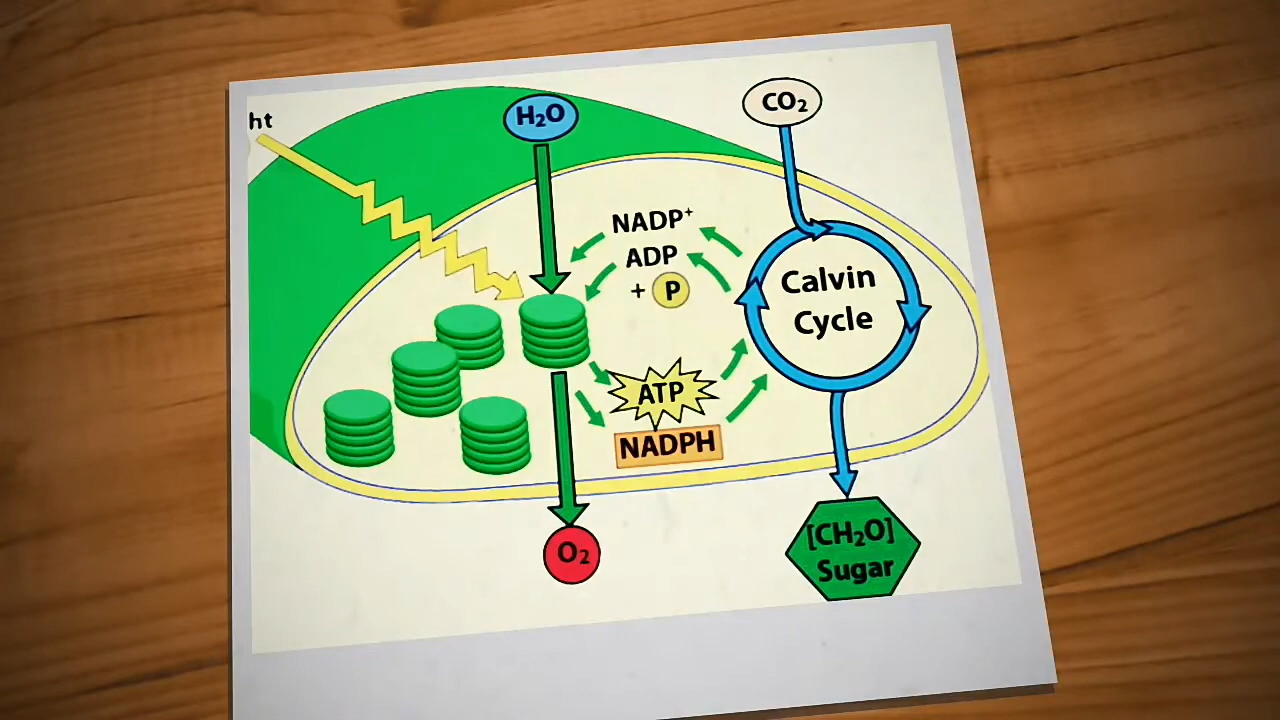 ht
H₂O
CO₂
NADP⁺
ADP
+ P
Calvin
Cycle
ATP
NADPH
O₂
[CH₂O]
Sugar